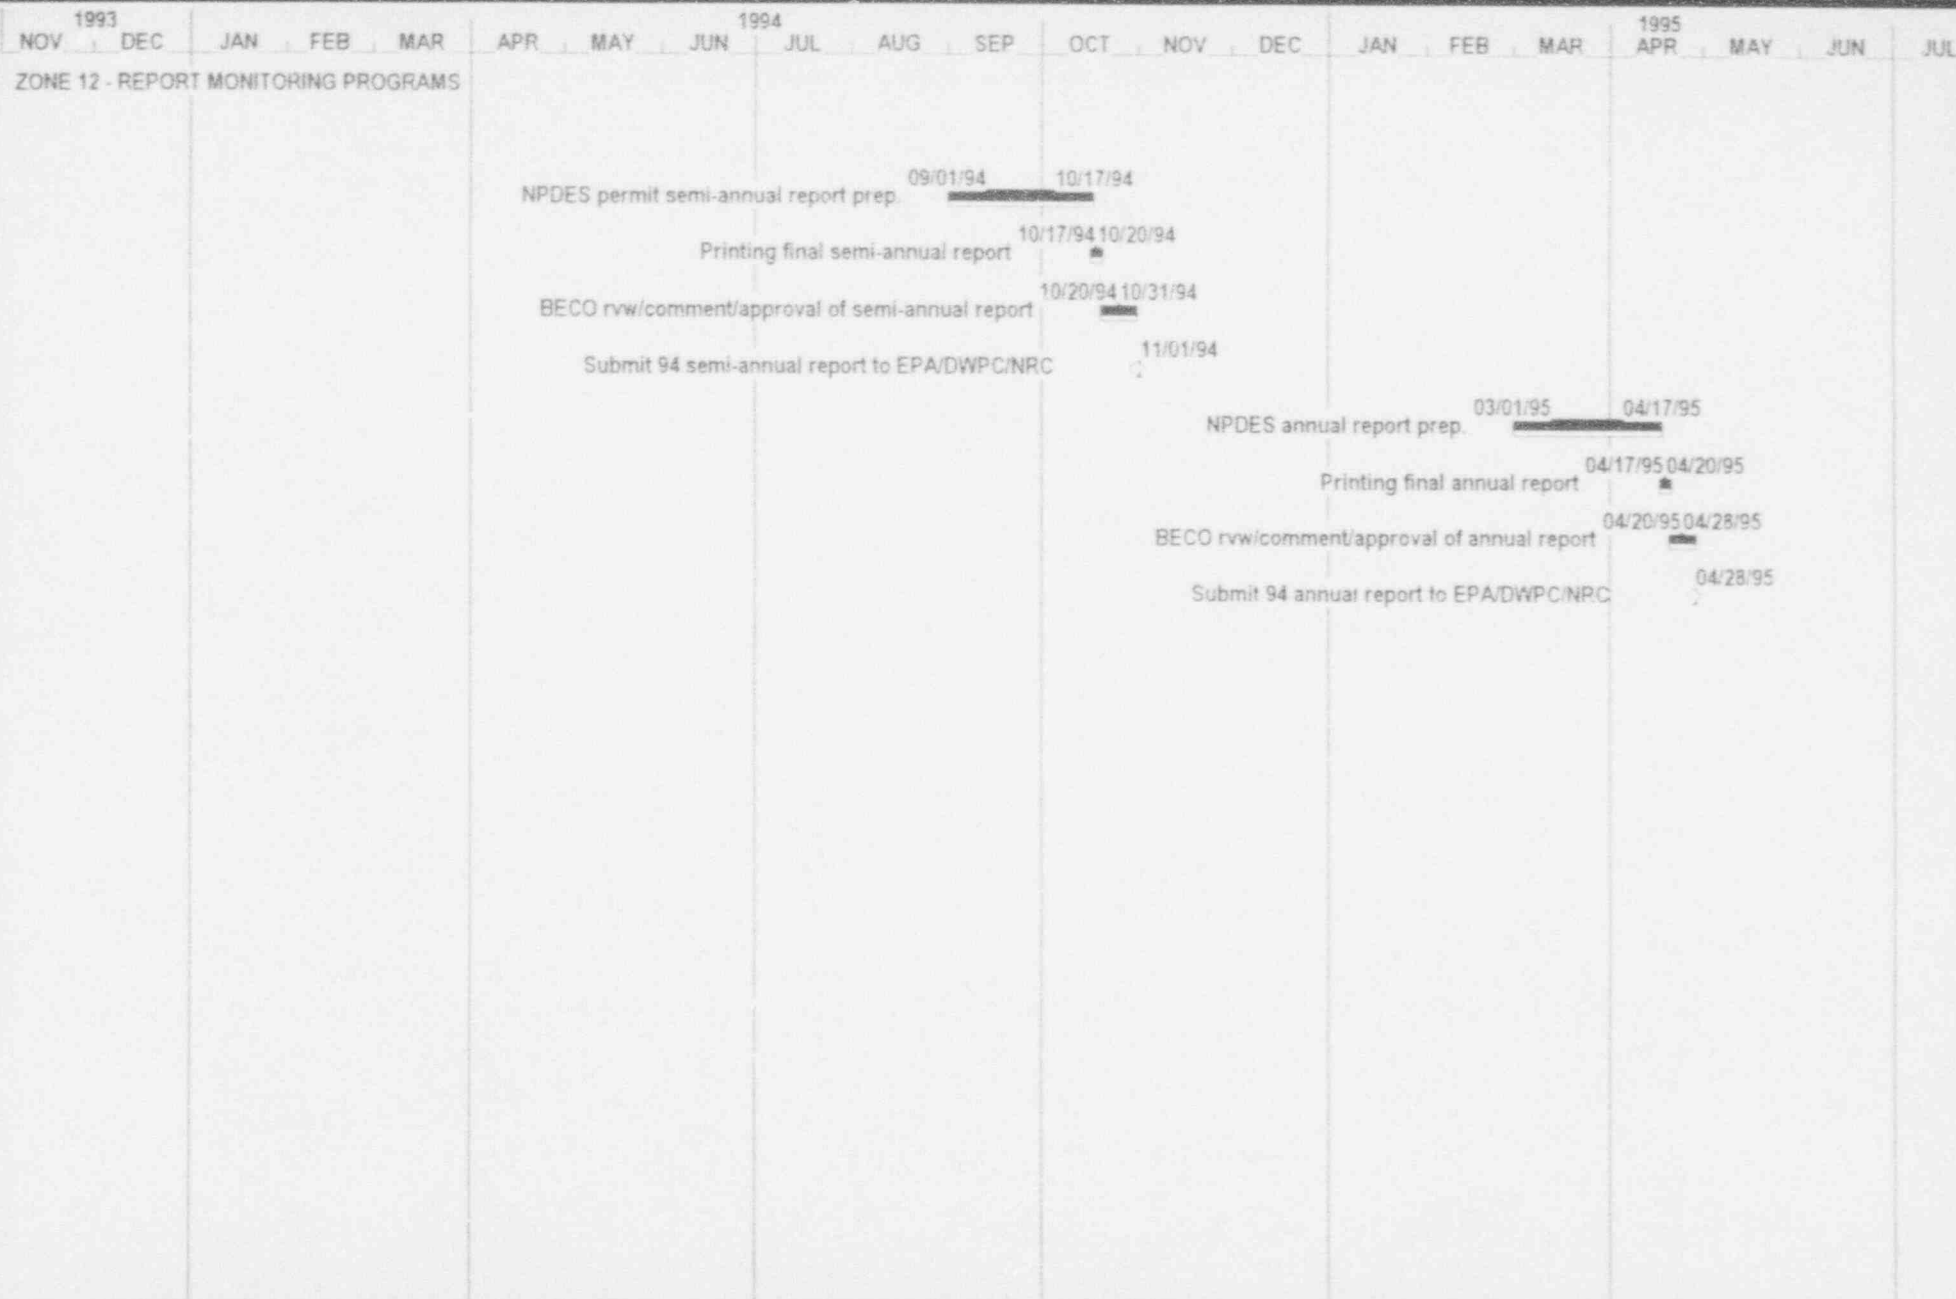 1993 1994 1995
NOV DEC JAN FEB MAR APR MAY JUN JUL AUG SEP OCT NOV DEC JAN FEB MAR APR MAY JUN JUL
ZONE 12 - REPORT MONITORING PROGRAMS
09/01/94 10/17/94
NPDES permit semi-annual report prep.
10/17/94 10/20/94
Printing final semi-annual report
10/20/94 10/31/94
BECO rvw/comment/approval of semi-annual report
11/01/94
Submit 94 semi-annual report to EPA/DWPC/NRC
03/01/95 04/17/95
NPDES annual report prep.
04/17/95 04/20/95
Printing final annual report
04/20/95 04/28/95
BECO rvw/comment/approval of annual report
04/28/95
Submit 94 annual report to EPA/DWPC/NRC